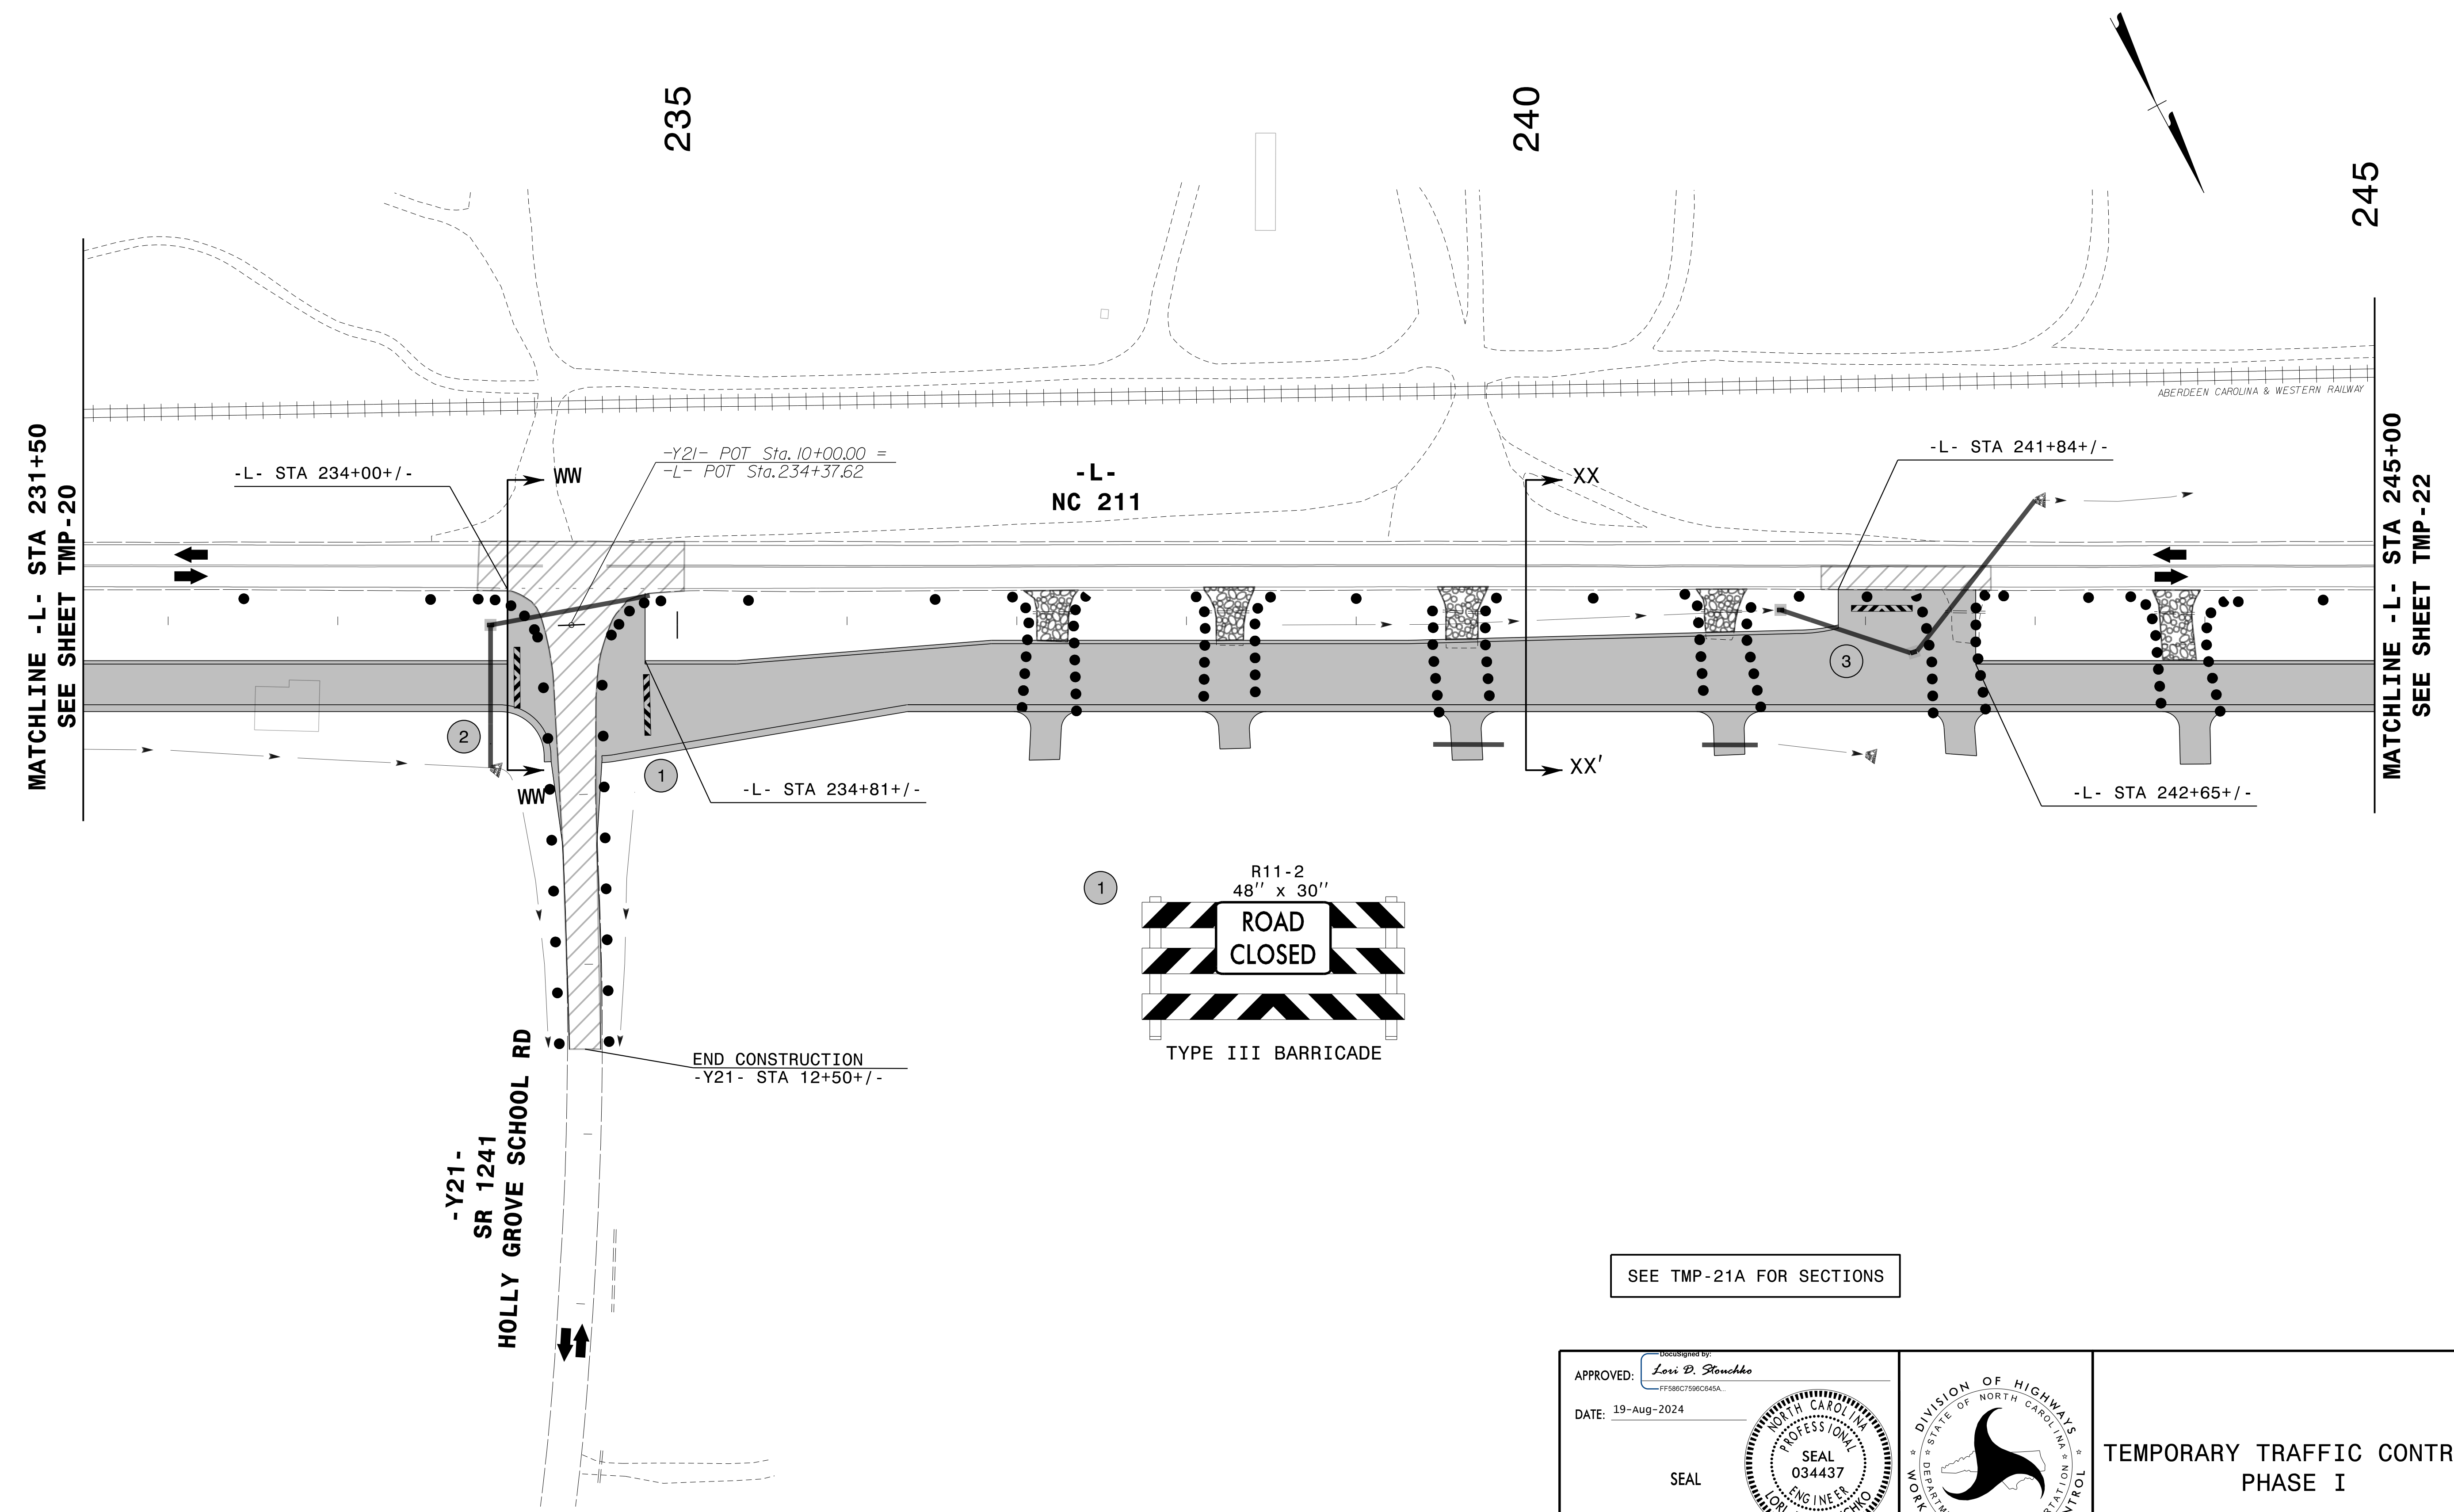 235
240
245
ABERDEEN CAROLINA & WESTERN RAILWAY
MATCHLINE -L- STA 231+50
SEE SHEET TMP-20
-L- STA 234+00+/-
WW
-Y21- POT Sta. 10+00.00 =
-L- POT Sta. 234+37.62
-L-
NC 211
XX
-L- STA 241+84+/-
MATCHLINE -L- STA 245+00
SEE SHEET TMP-22
2
WW
1
-L- STA 234+81+/-
3
XX'
-L- STA 242+65+/-
1
R11-2
48" x 30"
ROAD
CLOSED
TYPE III BARRICADE
END CONSTRUCTION
-Y21- STA 12+50+/-
-Y21-
SR 1241
HOLLY GROVE SCHOOL RD
SEE TMP-21A FOR SECTIONS
DocuSigned by:
APPROVED: Lori D. Stouchko
FF586C7596C645A...
DATE: 19-Aug-2024
SEAL
NORTH CAROLINA
PROFESSIONAL
SEAL
034437
ENGINEER
DIVISION OF HIGHWAYS
STATE OF NORTH CAROLINA
TEMPORARY TRAFFIC CONTR
PHASE I